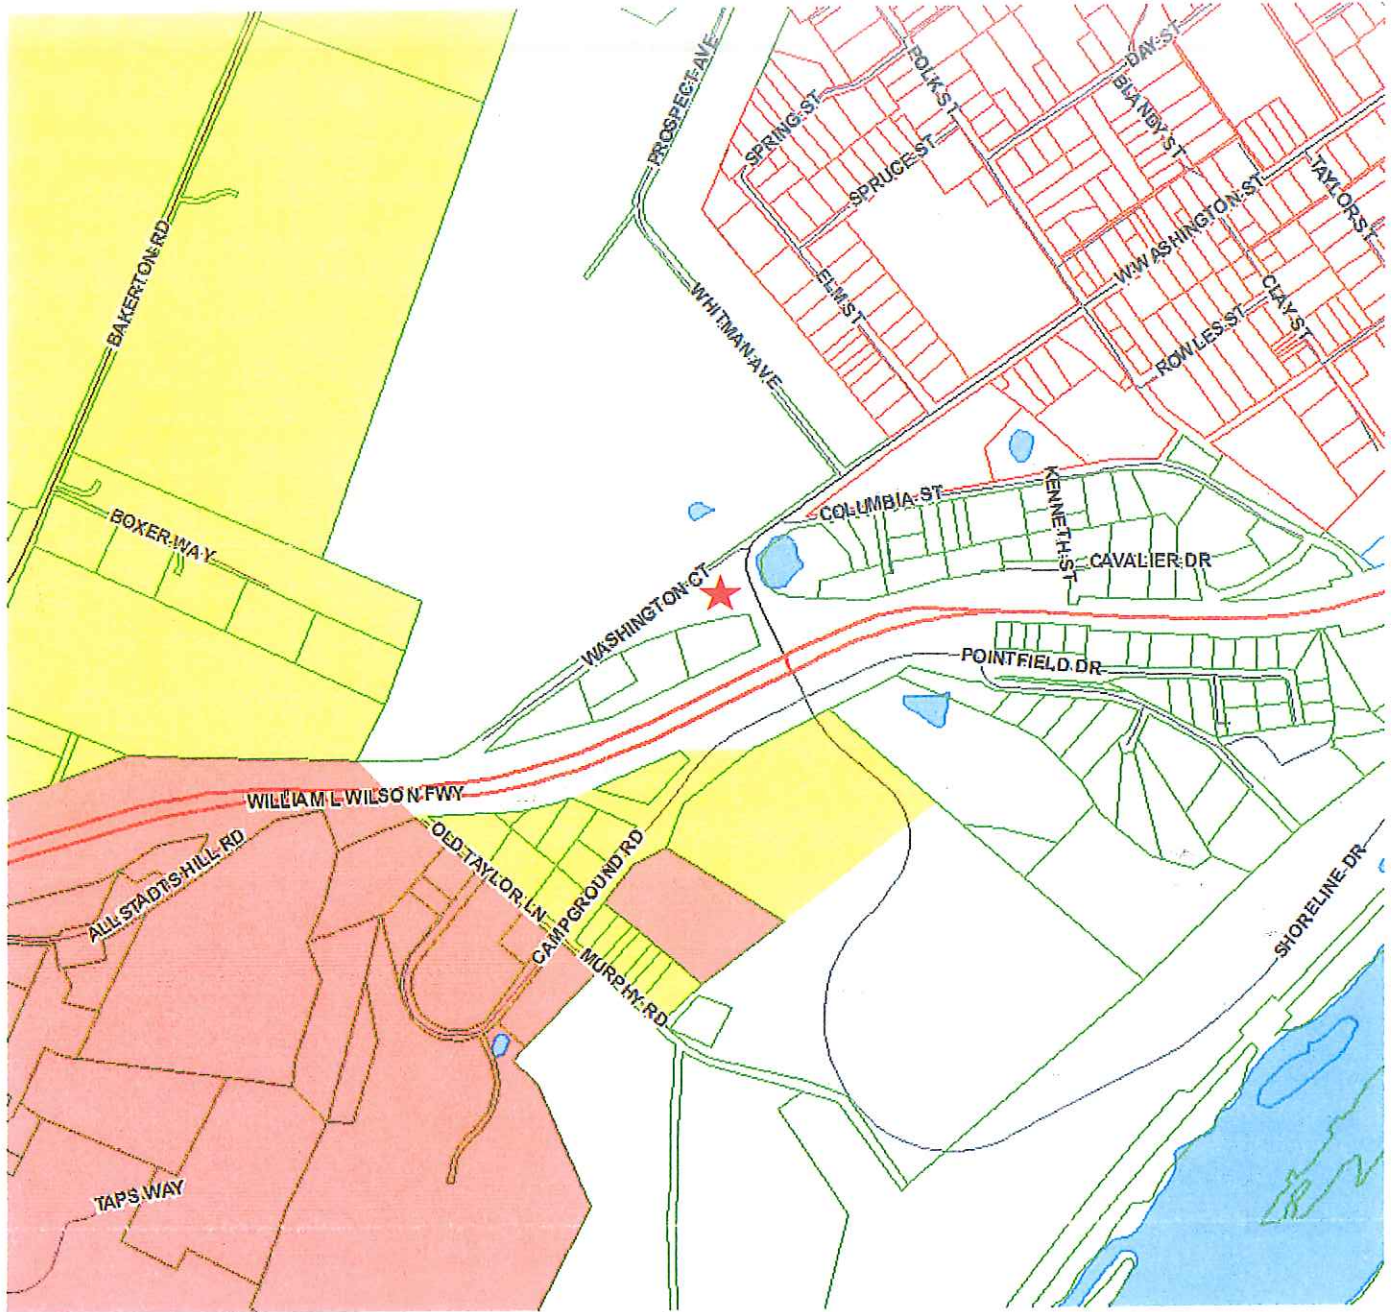 PROSPECT AVE
SPRING ST
POLK ST
DAY ST
BLANDY ST
SPRUCE ST
TAYLOR ST
BAKERTON RD
W WASHINGTON ST
ELM ST
WHITMAN AVE
CLAY ST
ROWLES ST
COLUMBIA ST
KENNETH ST
BOXER WAY
CAVALIER DR
WASHINGTON CT
POINTFIELD DR
WILLIAM L WILSON FWY
OLD TAYLOR LN
ALLSTADTS HILL RD
CAMPGROUND RD
SHORELINE DR
MURPHY RD
TAPS WAY